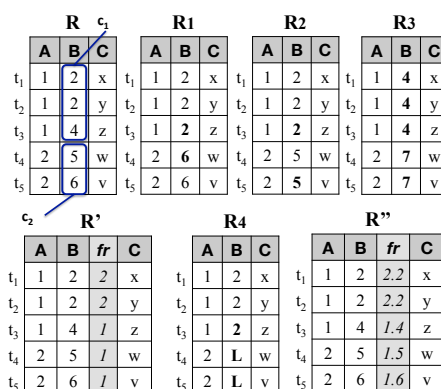 R c1 R1 R2 R3
A B C A B C A B C A B C
t1 1 2 x t1 1 2 x t1 1 2 x t1 1 4 x
t2 1 2 y t2 1 2 y t2 1 2 y t2 1 4 y
t3 1 4 z t3 1 2 z t3 1 2 z t3 1 4 z
t4 2 5 w t4 2 6 w t4 2 5 w t4 2 7 w
t5 2 6 v t5 2 6 v t5 2 5 v t5 2 7 v
c2 R’ R4 R”
A B fr C A B C A B fr C
t1 1 2 2 x t1 1 2 x t1 1 2 2.2 x
t2 1 2 2 y t2 1 2 y t2 1 2 2.2 y
t3 1 4 1 z t3 1 2 z t3 1 4 1.4 z
t4 2 5 1 w t4 2 L w t4 2 5 1.5 w
t5 2 6 1 v t5 2 L v t5 2 6 1.6 v